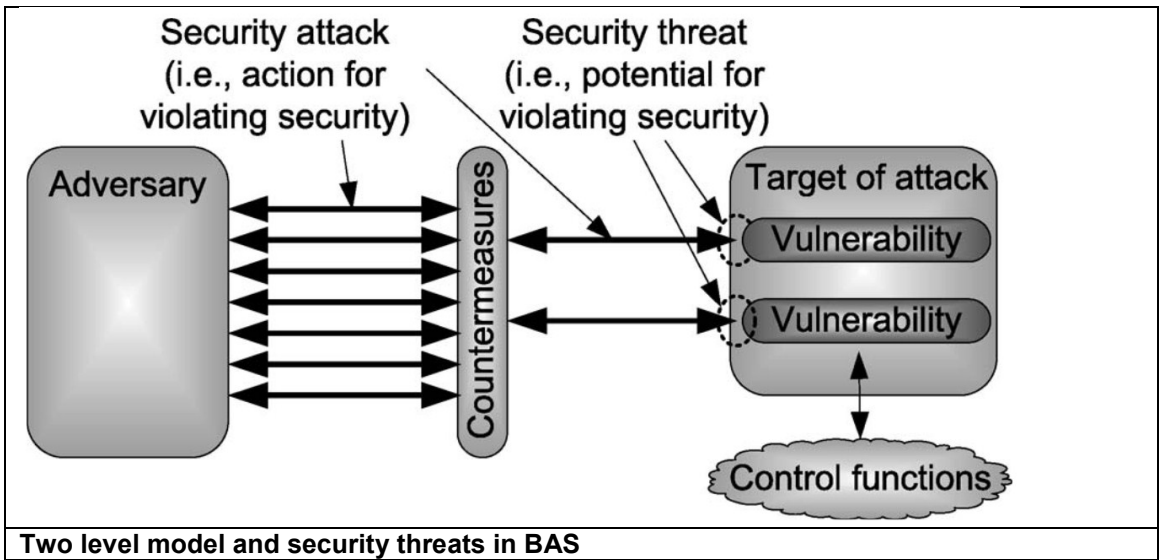 Security attack
(i.e., action for
violating security)
Security threat
(i.e., potential for
violating security)
Adversary
Countermeasures
Target of attack
Vulnerability
Vulnerability
Control functions
Two level model and security threats in BAS